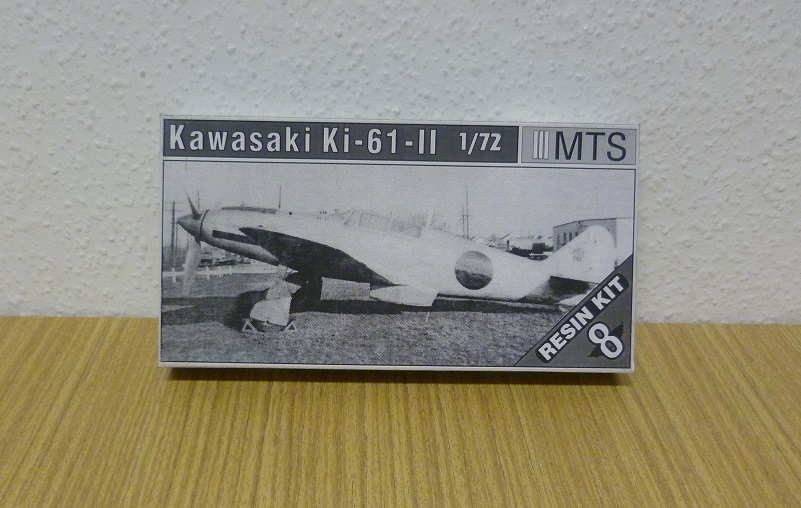 Kawasaki Ki-61-II 1/72
MTS
RESIN KIT
8